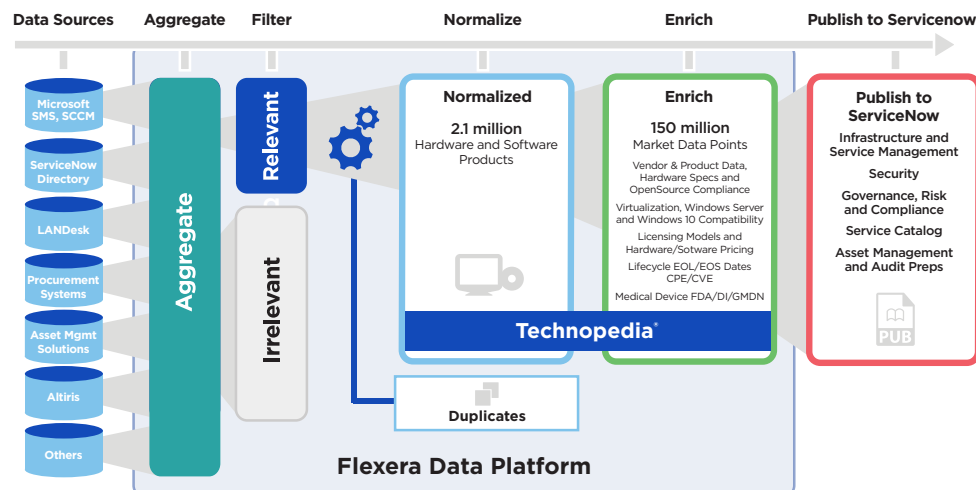 Data Sources
Aggregate
Filter
Normalize
Enrich
Publish to Servicenow
Microsoft
SMS, SCCM
ServiceNow
Directory
LANDesk
Procurement
Systems
Asset Mgmt
Solutions
Altiris
Others
Aggregate
Relevant
Irrelevant
Normalized
2.1 million
Hardware and Software
Products
Enrich
150 million
Market Data Points
Vendor & Product Data,
Hardware Specs and
OpenSource Compliance
Virtualization, Windows Server
and Windows 10 Compatibility
Licensing Models and
Hardware/Sotware Pricing
Lifecycle EOL/EOS Dates
CPE/CVE
Medical Device FDA/DI/GMDN
Technopedia®
Duplicates
Flexera Data Platform
Publish to
ServiceNow
Infrastructure and
Service Management
Security
Governance, Risk
and Compliance
Service Catalog
Asset Management
and Audit Preps
PUB